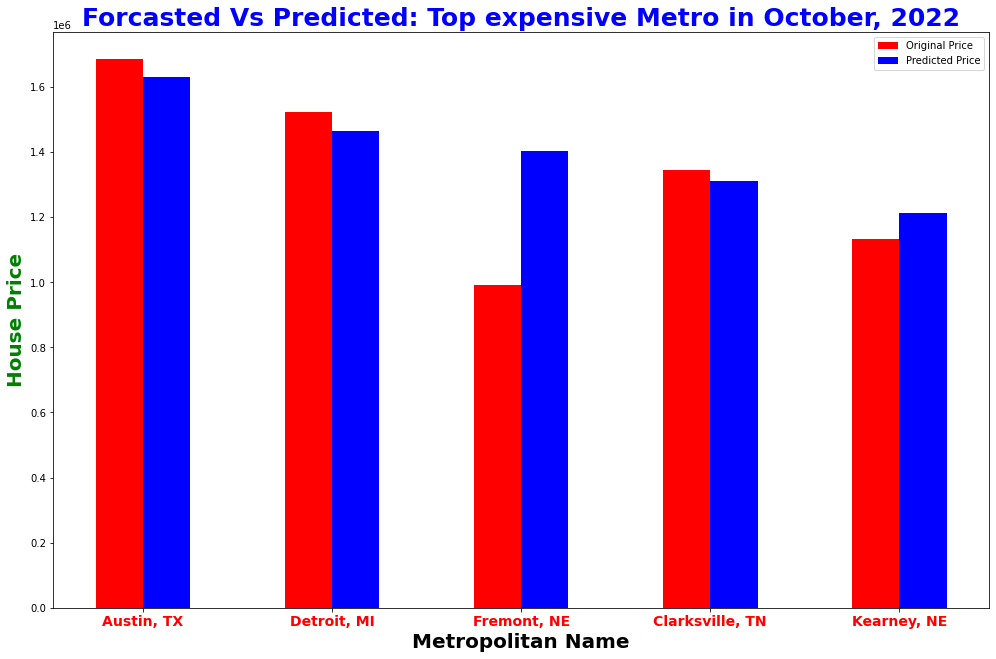 Forcasted Vs Predicted: Top expensive Metro in October, 2022
1e6
Original Price
Predicted Price
1.6
1.4
1.2
1.0
0.8
0.6
0.4
0.2
0.0
House Price
Austin, TX
Detroit, MI
Fremont, NE
Clarksville, TN
Kearney, NE
Metropolitan Name